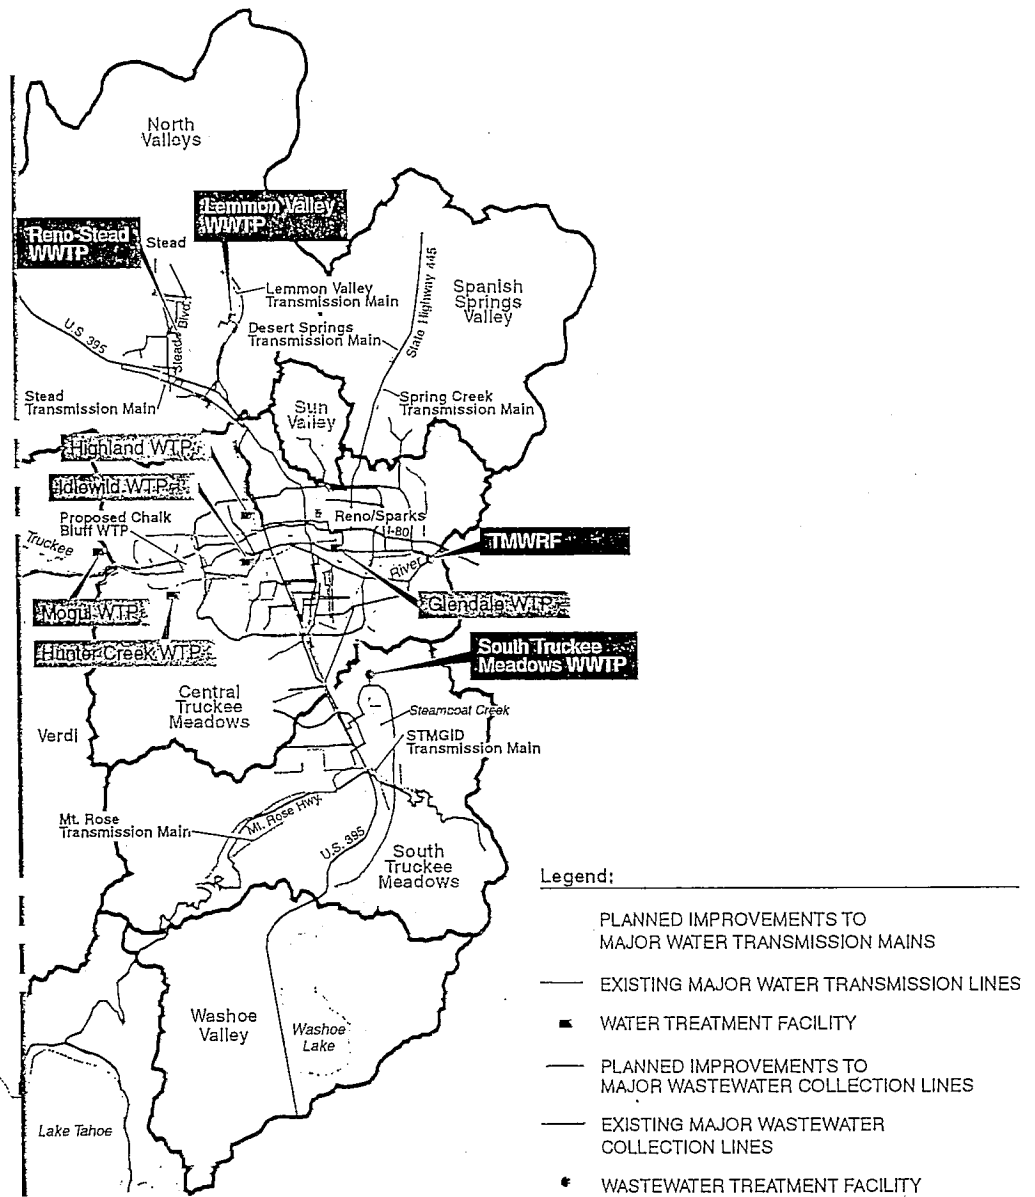 North
Valleys
Lemmon Valley
WWTP
Reno-Stead
WWTP
Stead
Lemmon Valley
Transmission Main
Spanish
Springs
Valley
State Highway 445
Stead Blvd.
U.S. 395
Desert Springs
Transmission Main
Stead
Transmission Main
Sun
Valley
Spring Creek
Transmission Main
Highland WTP
Idlewild WTP
Proposed Chalk
Bluff WTP
Reno/Sparks
I-80
Truckee
River
TMWRF
Mogul WTP
Glendale WTP
Hunter Creek WTP
South Truckee
Meadows WWTP
Central
Truckee
Meadows
Verdi
Steamboat Creek
STMGID
Transmission Main
Mt. Rose
Transmission Main
Mt. Rose Hwy.
U.S. 395
South
Truckee
Meadows
Washoe
Valley
Washoe
Lake
Lake Tahoe
Legend:
PLANNED IMPROVEMENTS TO
MAJOR WATER TRANSMISSION MAINS
EXISTING MAJOR WATER TRANSMISSION LINES
WATER TREATMENT FACILITY
PLANNED IMPROVEMENTS TO
MAJOR WASTEWATER COLLECTION LINES
EXISTING MAJOR WASTEWATER
COLLECTION LINES
WASTEWATER TREATMENT FACILITY